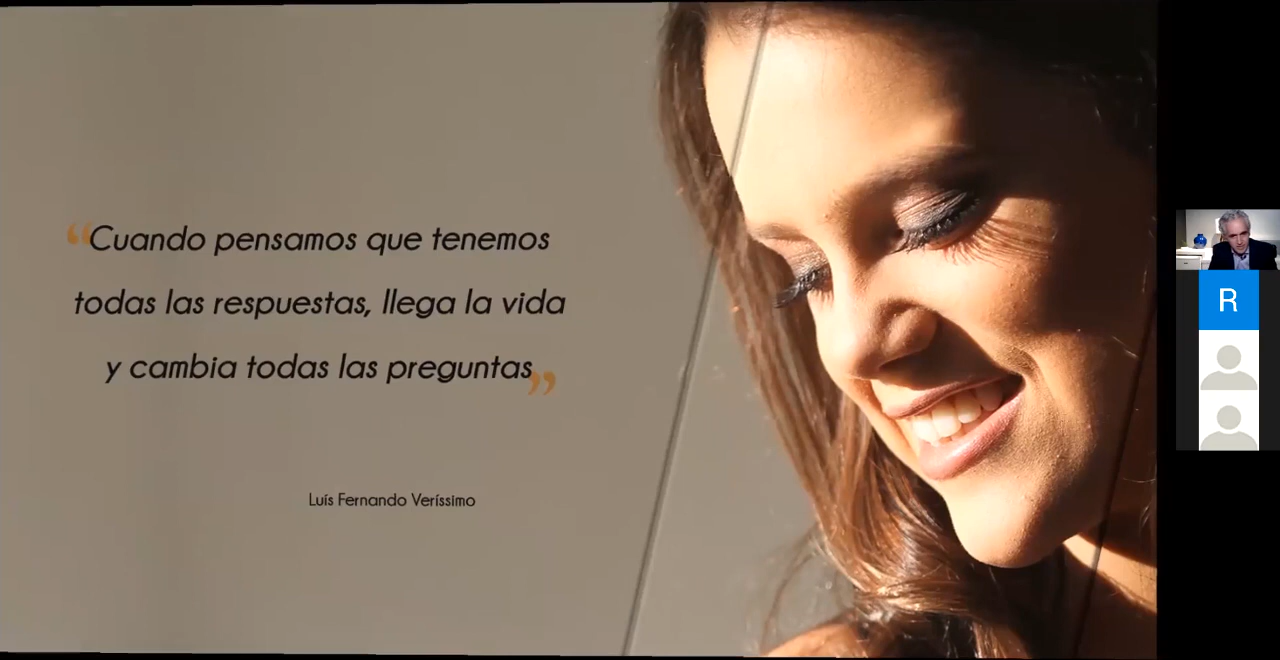 “Cuando pensamos que tenemos
todas las respuestas, llega la vida
y cambia todas las preguntas”
Luís Fernando Veríssimo
R